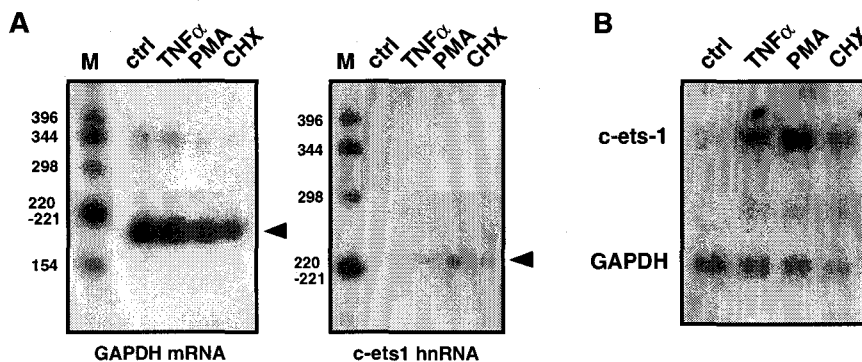 A
M ctrl TNFα PMA CHX
396
344
298
220
-221
154
GAPDH mRNA
M ctrl TNFα PMA CHX
396
344
298
220
-221
c-ets1 hnRNA
B
ctrl TNFα PMA CHX
c-ets-1
GAPDH